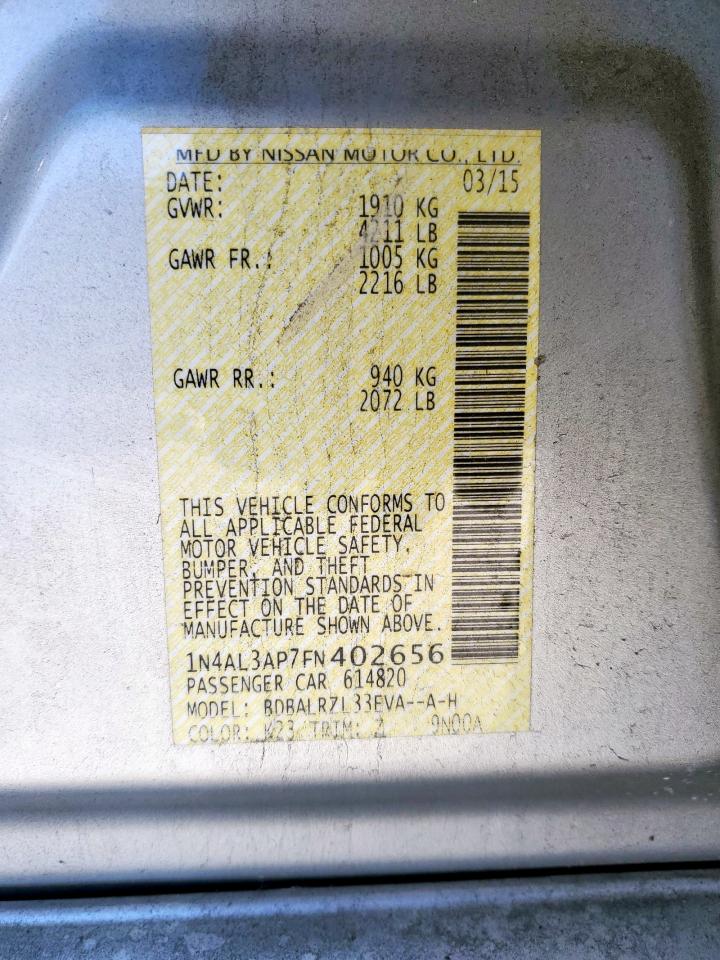 MFD BY NISSAN MOTOR CO., LTD.
DATE: 03/15
GVWR: 1910 KG
4211 LB
GAWR FR.: 1005 KG
2216 LB
GAWR RR.: 940 KG
2072 LB
THIS VEHICLE CONFORMS TO
ALL APPLICABLE FEDERAL
MOTOR VEHICLE SAFETY,
BUMPER, AND THEFT
PREVENTION STANDARDS IN
EFFECT ON THE DATE OF
MANUFACTURE SHOWN ABOVE.
1N4AL3AP7FN402656
PASSENGER CAR 614820
MODEL: BDBALRZL33EVA--A-H
COLOR: K23 TRIM: 9N00A